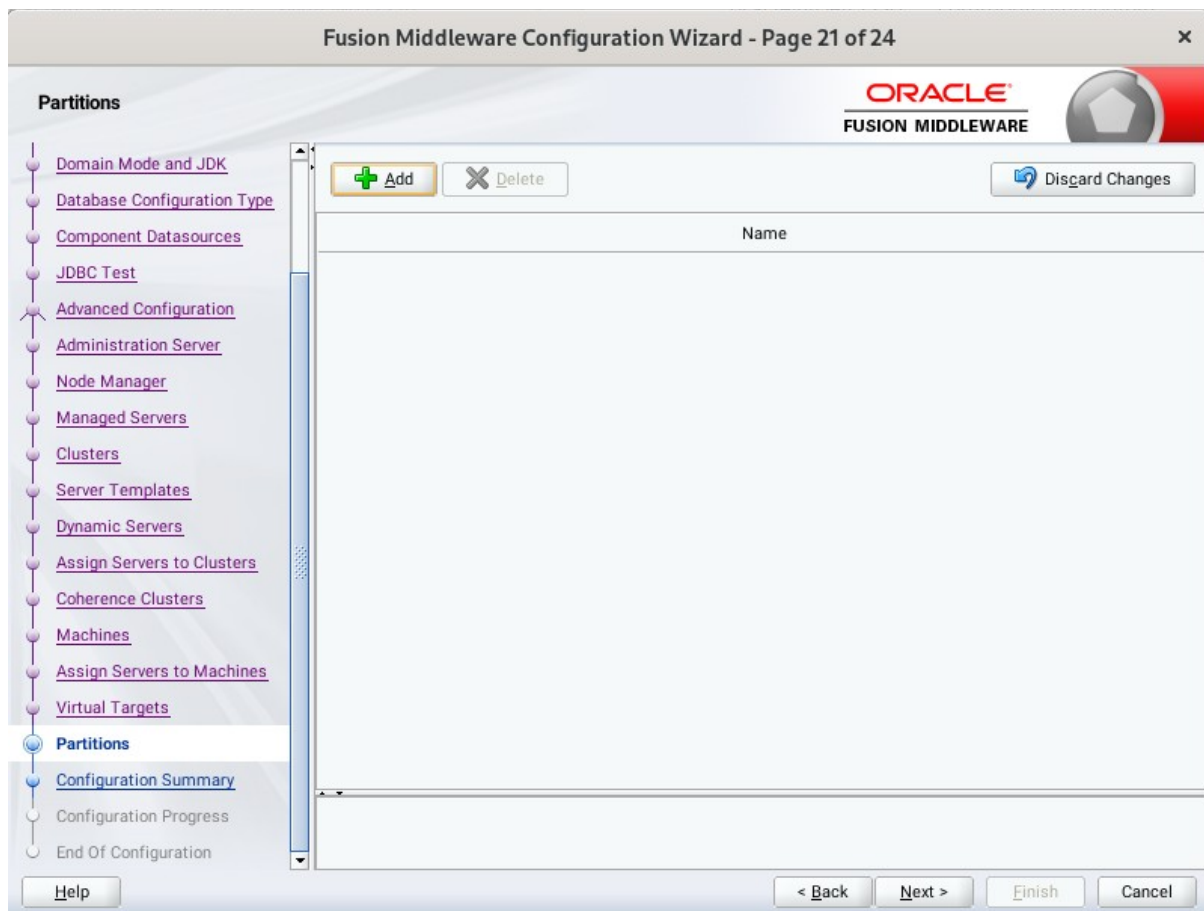 Fusion Middleware Configuration Wizard - Page 21 of 24
Partitions
ORACLE
FUSION MIDDLEWARE
Domain Mode and JDK
Database Configuration Type
Component Datasources
JDBC Test
Advanced Configuration
Administration Server
Node Manager
Managed Servers
Clusters
Server Templates
Dynamic Servers
Assign Servers to Clusters
Coherence Clusters
Machines
Assign Servers to Machines
Virtual Targets
Partitions
Configuration Summary
Configuration Progress
End Of Configuration
Add Delete Discard Changes
Name
Help < Back Next > Finish Cancel